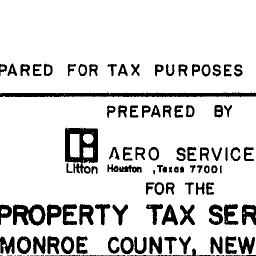 PARED FOR TAX PURPOSES
PREPARED BY
AERO SERVICE
Litton Houston ,Texas 77001
FOR THE
PROPERTY TAX SER
MONROE COUNTY, NEW